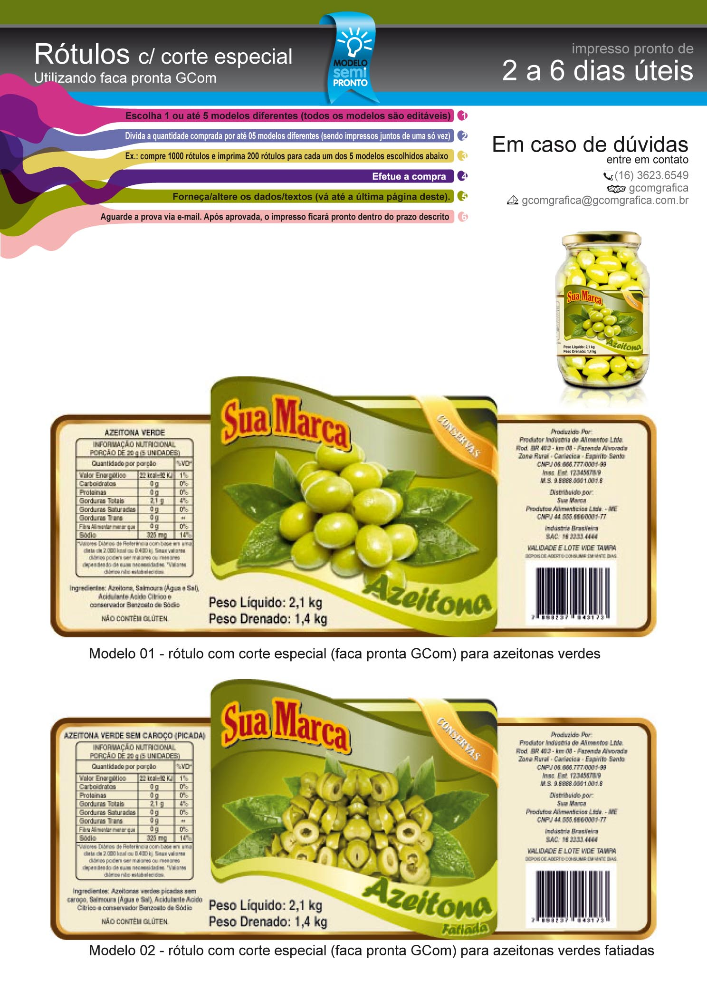 Rótulos c/ corte especial
Utilizando faca pronta GCom
MODELO
semi
PRONTO
impresso pronto de
2 a 6 dias úteis
Escolha 1 ou até 5 modelos diferentes (todos os modelos são editáveis) 1
Divida a quantidade comprada por até 05 modelos diferentes (sendo impressos juntos de uma só vez) 2
Ex.: compre 1000 rótulos e imprima 200 rótulos para cada um dos 5 modelos escolhidos abaixo 3
Efetue a compra 4
Forneça/altere os dados/textos (vá até a última página deste). 5
Aguarde a prova via e-mail. Após aprovada, o impresso ficará pronto dentro do prazo descrito 6
Em caso de dúvidas
entre em contato
(16) 3623.6549
skype gcomgrafica
gcomgrafica@gcomgrafica.com.br
Sua Marca
CONSERVAS
Azeitona
Peso Líquido: 2,1 kg
Peso Drenado: 1,4 kg
AZEITONA VERDE
INFORMAÇÃO NUTRICIONAL
PORÇÃO DE 20 g (5 UNIDADES)
Quantidade por porção %VD*
Valor Energético 22 kcal=92 KJ 1%
Carboidratos 0 g 0%
Proteínas 0 g 0%
Gorduras Totais 2,1 g 4%
Gorduras Saturadas 0 g 0%
Gorduras Trans 0 g **
Fibra Alimentar menor que 0 g 0%
Sódio 325 mg 14%
*Valores Diários de Referência com base em uma
dieta de 2.000 kcal ou 8.400 kj. Seus valores
diários podem ser maiores ou menores
dependendo de suas necessidades. *Valores
diários não estabelecidos.
Ingredientes: Azeitona, Salmoura (Água e Sal),
Acidulante Acido Cítrico e
conservador Benzoato de Sódio
NÃO CONTÉM GLÚTEN.
Sua Marca
CONSERVAS
Azeitona
Peso Líquido: 2,1 kg
Peso Drenado: 1,4 kg
Produzido Por:
Produtor Indústria de Alimentos Ltda.
Rod. BR 403 - km 08 - Fazenda Alvorada
Zona Rural - Cariacica - Espírito Santo
CNPJ 06.666.777/0001-99
Insc. Est. 12345678/9
M.S. 9.8888.0001.001.8
Distribuído por:
Sua Marca
Produtos Alimentícios Ltda. - ME
CNPJ 44.555.666/0001-77
Indústria Brasileira
SAC: 16 3333.4444
VALIDADE E LOTE VIDE TAMPA
DEPOIS DE ABERTO CONSUMIR EM VINTE DIAS
7 898237 843173
Modelo 01 - rótulo com corte especial (faca pronta GCom) para azeitonas verdes
AZEITONA VERDE SEM CAROÇO (PICADA)
INFORMAÇÃO NUTRICIONAL
PORÇÃO DE 20 g (5 UNIDADES)
Quantidade por porção %VD*
Valor Energético 22 kcal=92 KJ 1%
Carboidratos 0 g 0%
Proteínas 0 g 0%
Gorduras Totais 2,1 g 4%
Gorduras Saturadas 0 g 0%
Gorduras Trans 0 g **
Fibra Alimentar menor que 0 g 0%
Sódio 325 mg 14%
*Valores Diários de Referência com base em uma
dieta de 2.000 kcal ou 8.400 kj. Seus valores
diários podem ser maiores ou menores
dependendo de suas necessidades. *Valores
diários não estabelecidos.
Ingredientes: Azeitonas verdes picadas sem
caroço, Salmoura (Água e Sal), Acidulante Acido
Cítrico e conservador Benzoato de Sódio
NÃO CONTÉM GLÚTEN.
Sua Marca
CONSERVAS
Azeitona
Fatiada
Peso Líquido: 2,1 kg
Peso Drenado: 1,4 kg
Produzido Por:
Produtor Indústria de Alimentos Ltda.
Rod. BR 403 - km 08 - Fazenda Alvorada
Zona Rural - Cariacica - Espírito Santo
CNPJ 06.666.777/0001-99
Insc. Est. 12345678/9
M.S. 9.8888.0001.001.8
Distribuído por:
Sua Marca
Produtos Alimentícios Ltda. - ME
CNPJ 44.555.666/0001-77
Indústria Brasileira
SAC: 16 3333.4444
VALIDADE E LOTE VIDE TAMPA
DEPOIS DE ABERTO CONSUMIR EM VINTE DIAS
7 898237 843173
Modelo 02 - rótulo com corte especial (faca pronta GCom) para azeitonas verdes fatiadas